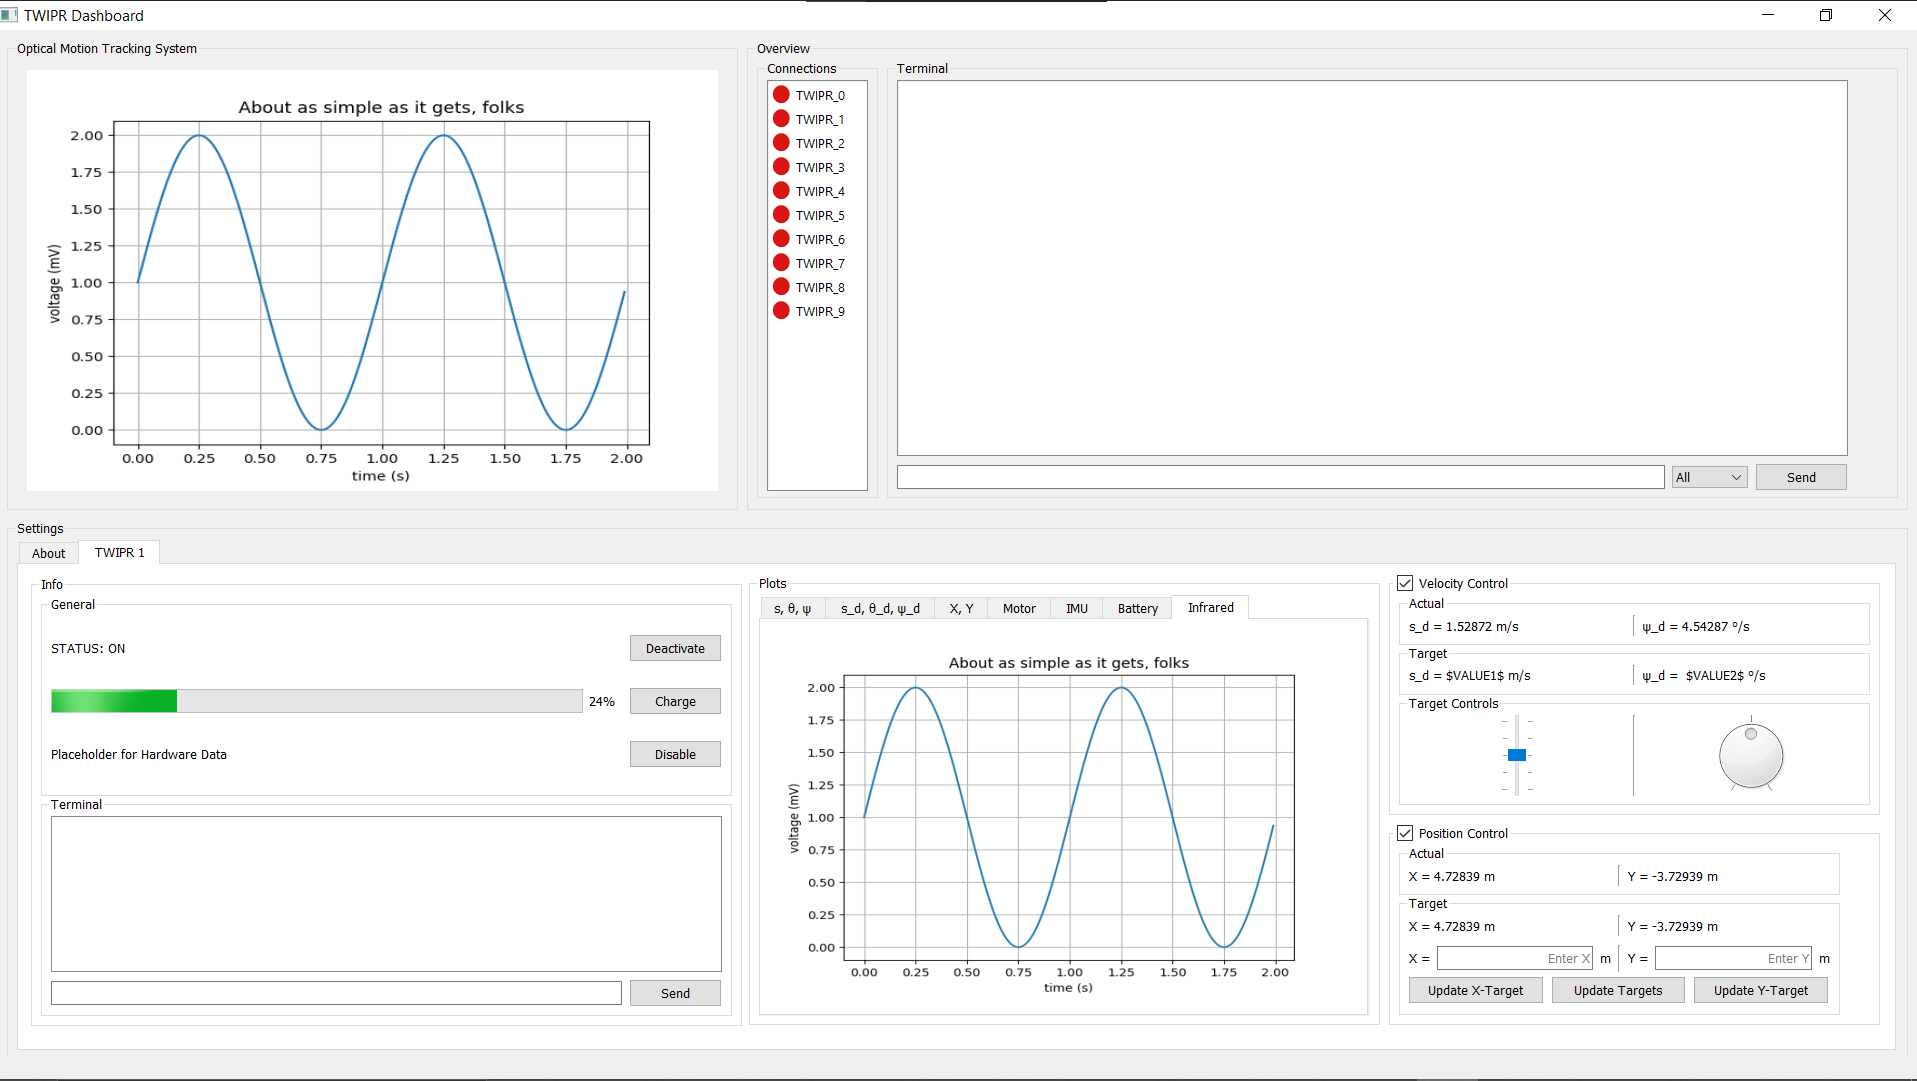 TWIPR Dashboard
Optical Motion Tracking System
About as simple as it gets, folks
2.00
1.75
1.50
1.25
1.00
0.75
0.50
0.25
0.00
voltage (mV)
0.00 0.25 0.50 0.75 1.00 1.25 1.50 1.75 2.00
time (s)
Overview
Connections
TWIPR_0
TWIPR_1
TWIPR_2
TWIPR_3
TWIPR_4
TWIPR_5
TWIPR_6
TWIPR_7
TWIPR_8
TWIPR_9
Terminal
All Send
Settings
About TWIPR 1
Info
General
STATUS: ON Deactivate
24% Charge
Placeholder for Hardware Data Disable
Terminal
Send
Plots
s, θ, ψ s_d, θ_d, ψ_d X, Y Motor IMU Battery Infrared
About as simple as it gets, folks
2.00
1.75
1.50
1.25
1.00
0.75
0.50
0.25
0.00
voltage (mV)
0.00 0.25 0.50 0.75 1.00 1.25 1.50 1.75 2.00
time (s)
Velocity Control
Actual
s_d = 1.52872 m/s ψ_d = 4.54287 º/s
Target
s_d = $VALUE1$ m/s ψ_d = $VALUE2$ º/s
Target Controls
Position Control
Actual
X = 4.72839 m Y = -3.72939 m
Target
X = 4.72839 m Y = -3.72939 m
X = Enter X m Y = Enter Y m
Update X-Target Update Targets Update Y-Target